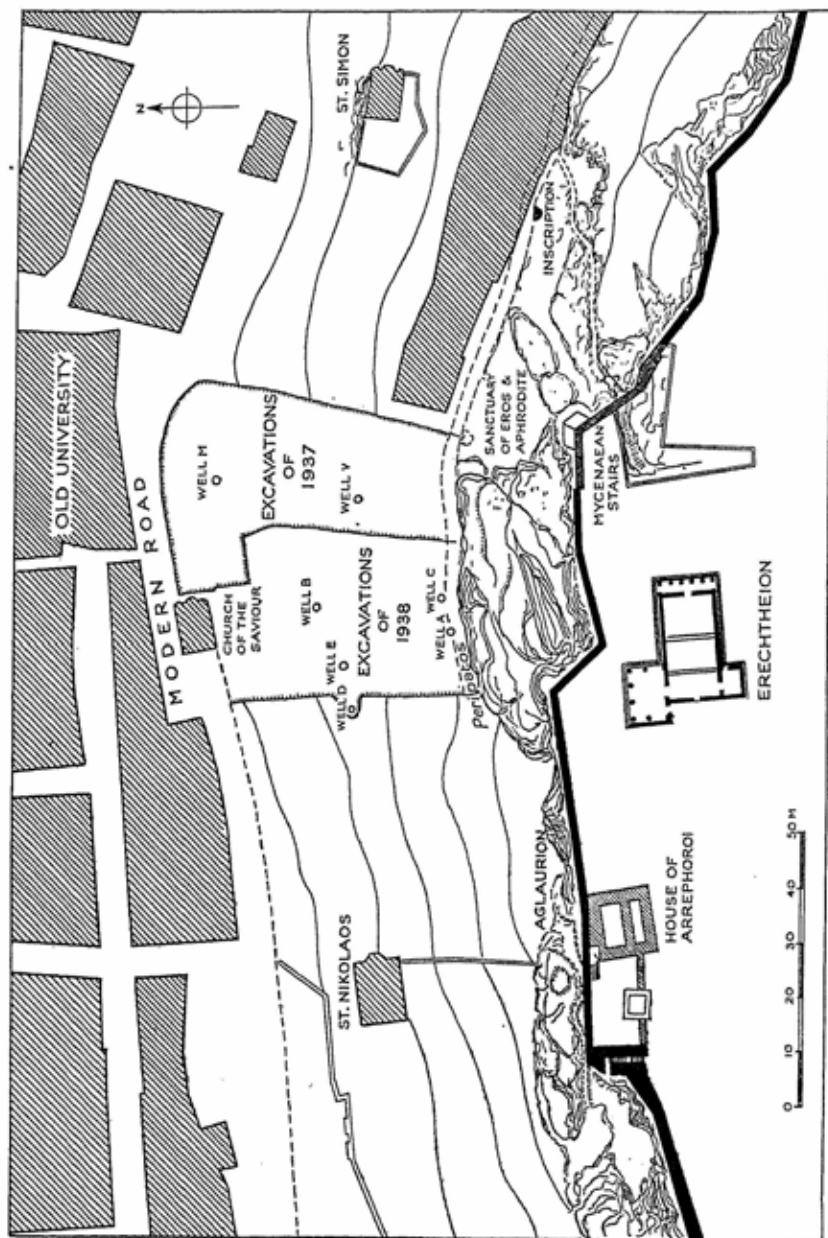 N
ST. SIMON
OLD UNIVERSITY
MODERN ROAD
WELL M
EXCAVATIONS
OF
1937
WELL V
CHURCH
OF THE
SAVIOUR
WELL B
WELL E
WELL D
EXCAVATIONS
OF
1938
WELL C
WELL A
peripatos
INSCRIPTION
SANCTUARY
OF EROS &
APHRODITE
MYCENAEAN
STAIRS
ERECHTHEION
ST. NIKOLAOS
AGLAURION
HOUSE OF
ARREPHOROI
0 10 20 30 40 50 M